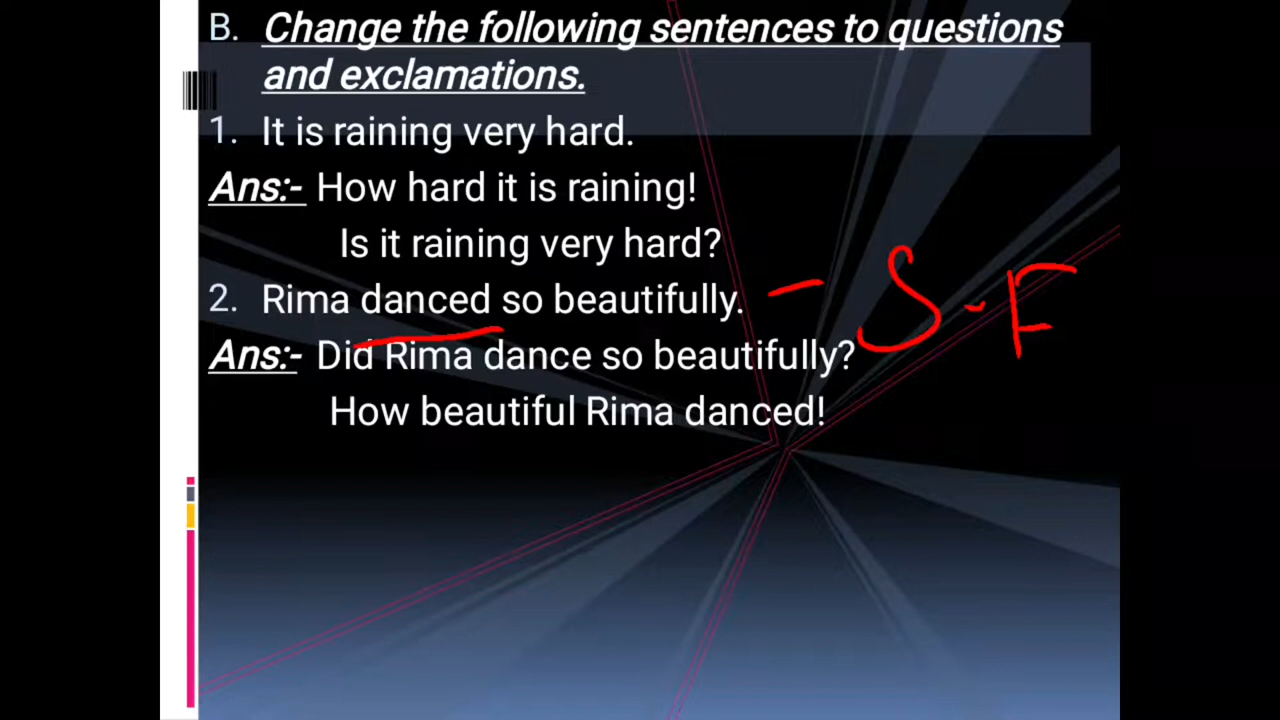 B. Change the following sentences to questions
and exclamations.
1. It is raining very hard.
Ans:- How hard it is raining!
Is it raining very hard?
2. Rima danced so beautifully. - S-F
Ans:- Did Rima dance so beautifully?
How beautiful Rima danced!